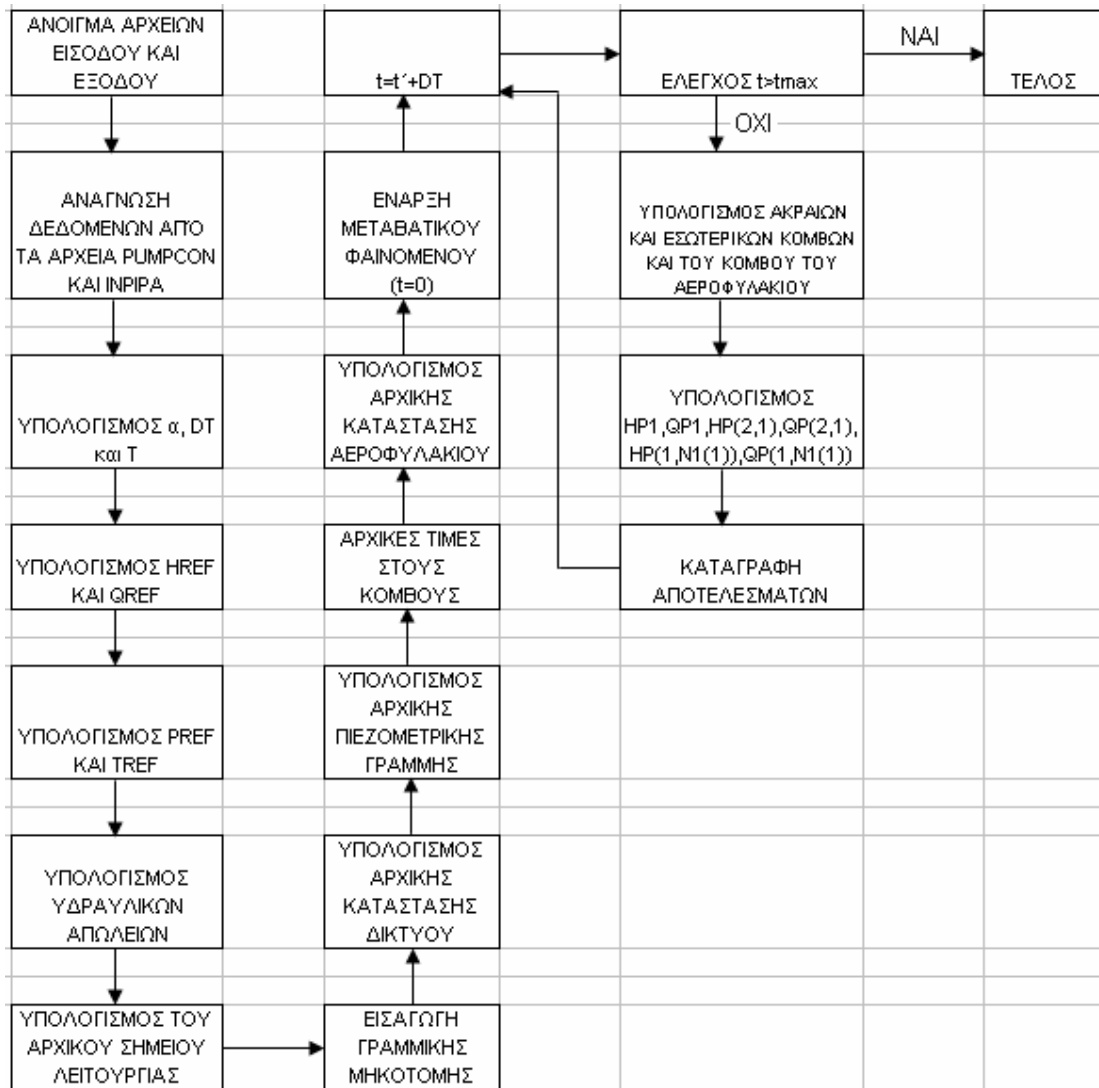 ΑΝΟΙΓΜΑ ΑΡΧΕΙΩΝ
ΕΙΣΟΔΟΥ ΚΑΙ
ΕΞΟΔΟΥ
ΑΝΑΓΝΩΣΗ
ΔΕΔΟΜΕΝΩΝ ΑΠΌ
ΤΑ ΑΡΧΕΙΑ PUMPCON
ΚΑΙ INPIPA
ΥΠΟΛΟΓΙΣΜΟΣ α, DT
και T
ΥΠΟΛΟΓΙΣΜΟΣ HREF
ΚΑΙ QREF
ΥΠΟΛΟΓΙΣΜΟΣ PREF
ΚΑΙ TREF
ΥΠΟΛΟΓΙΣΜΟΣ
ΥΔΡΑΥΛΙΚΩΝ
ΑΠΩΛΕΙΩΝ
ΥΠΟΛΟΓΙΣΜΟΣ ΤΟΥ
ΑΡΧΙΚΟΥ ΣΗΜΕΙΟΥ
ΛΕΙΤΟΥΡΓΙΑΣ
ΕΙΣΑΓΩΓΗ
ΓΡΑΜΜΙΚΗΣ
ΜΗΚΟΤΟΜΗΣ
ΥΠΟΛΟΓΙΣΜΟΣ
ΑΡΧΙΚΗΣ
ΚΑΤΑΣΤΑΣΗΣ
ΔΙΚΤΥΟΥ
ΥΠΟΛΟΓΙΣΜΟΣ
ΑΡΧΙΚΗΣ
ΠΙΕΖΟΜΕΤΡΙΚΗΣ
ΓΡΑΜΜΗΣ
ΑΡΧΙΚΕΣ ΤΙΜΕΣ
ΣΤΟΥΣ
ΚΟΜΒΟΥΣ
ΥΠΟΛΟΓΙΣΜΟΣ
ΑΡΧΙΚΗΣ
ΚΑΤΑΣΤΑΣΗΣ
ΑΕΡΟΦΥΛΑΚΙΟΥ
ΕΝΑΡΞΗ
ΜΕΤΑΒΑΤΙΚΟΥ
ΦΑΙΝΟΜΕΝΟΥ
(t=0)
t=t΄+DT
ΕΛΕΓΧΟΣ t>tmax
ΝΑΙ
ΤΕΛΟΣ
ΟΧΙ
ΥΠΟΛΟΓΙΣΜΟΣ ΑΚΡΑΙΩΝ
ΚΑΙ ΕΣΩΤΕΡΙΚΩΝ ΚΟΜΒΩΝ
ΚΑΙ ΤΟΥ ΚΟΜΒΟΥ ΤΟΥ
ΑΕΡΟΦΥΛΑΚΙΟΥ
ΥΠΟΛΟΓΙΣΜΟΣ
HP1,QP1,HP(2,1),QP(2,1),
HP(1,N1(1)),QP(1,N1(1))
ΚΑΤΑΓΡΑΦΗ
ΑΠΟΤΕΛΕΣΜΑΤΩΝ